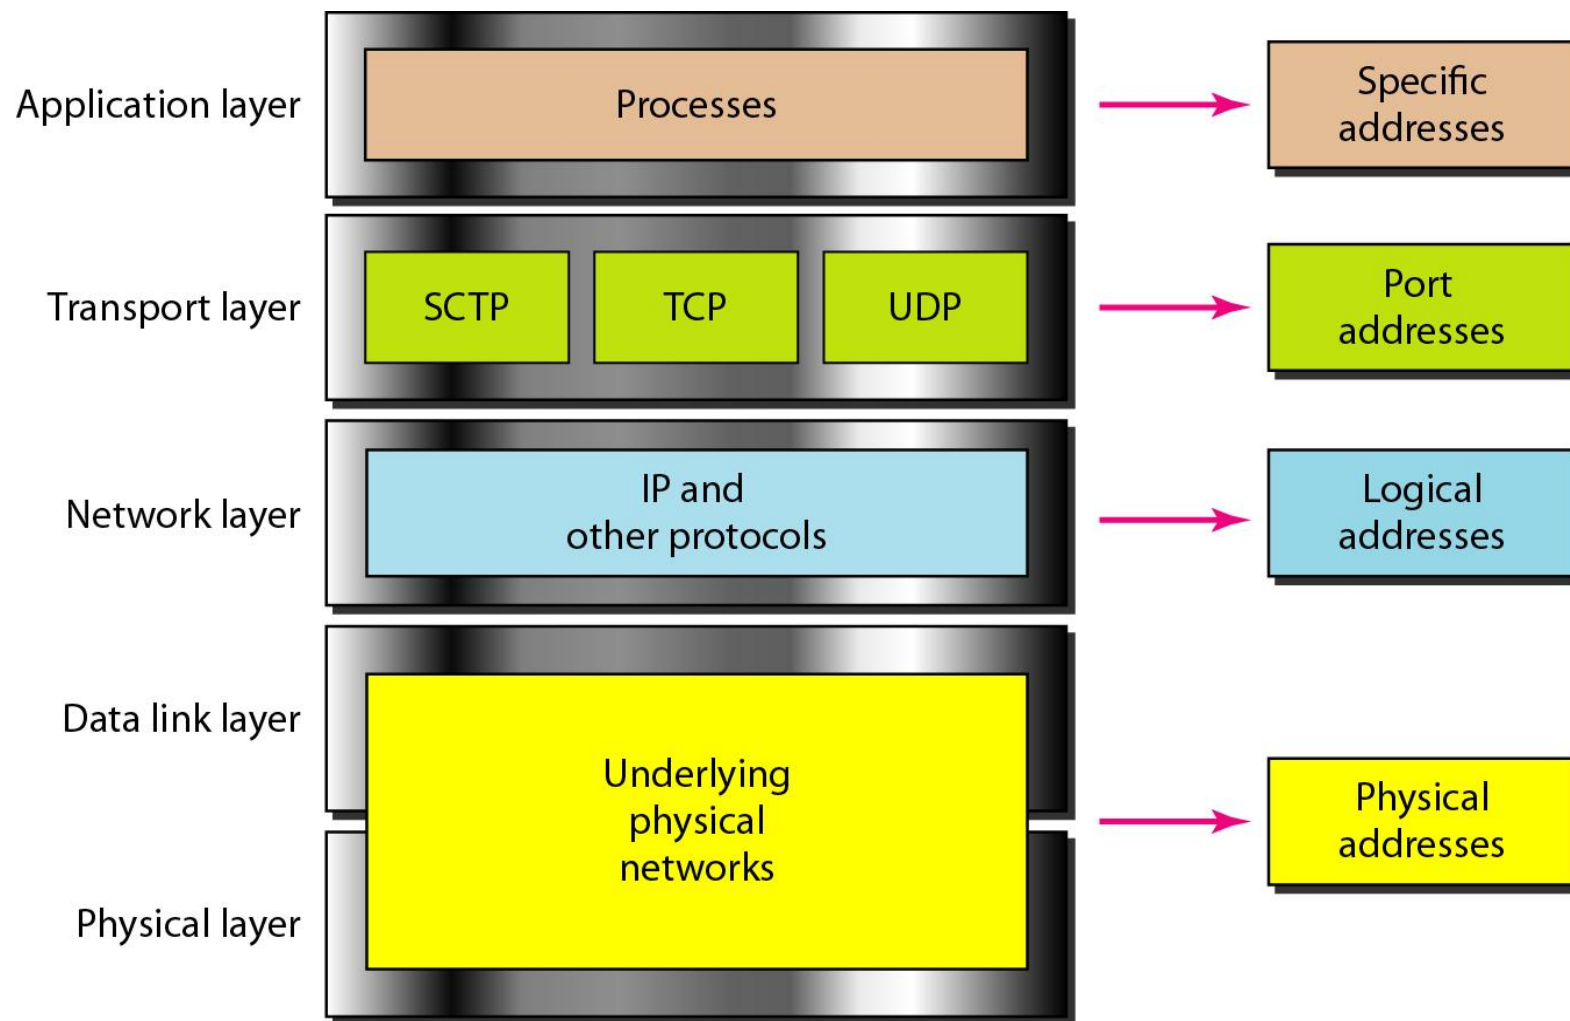 Application layer
Processes
Specific
addresses
Transport layer
SCTP
TCP
UDP
Port
addresses
Network layer
IP and
other protocols
Logical
addresses
Data link layer
Underlying
physical
networks
Physical
addresses
Physical layer